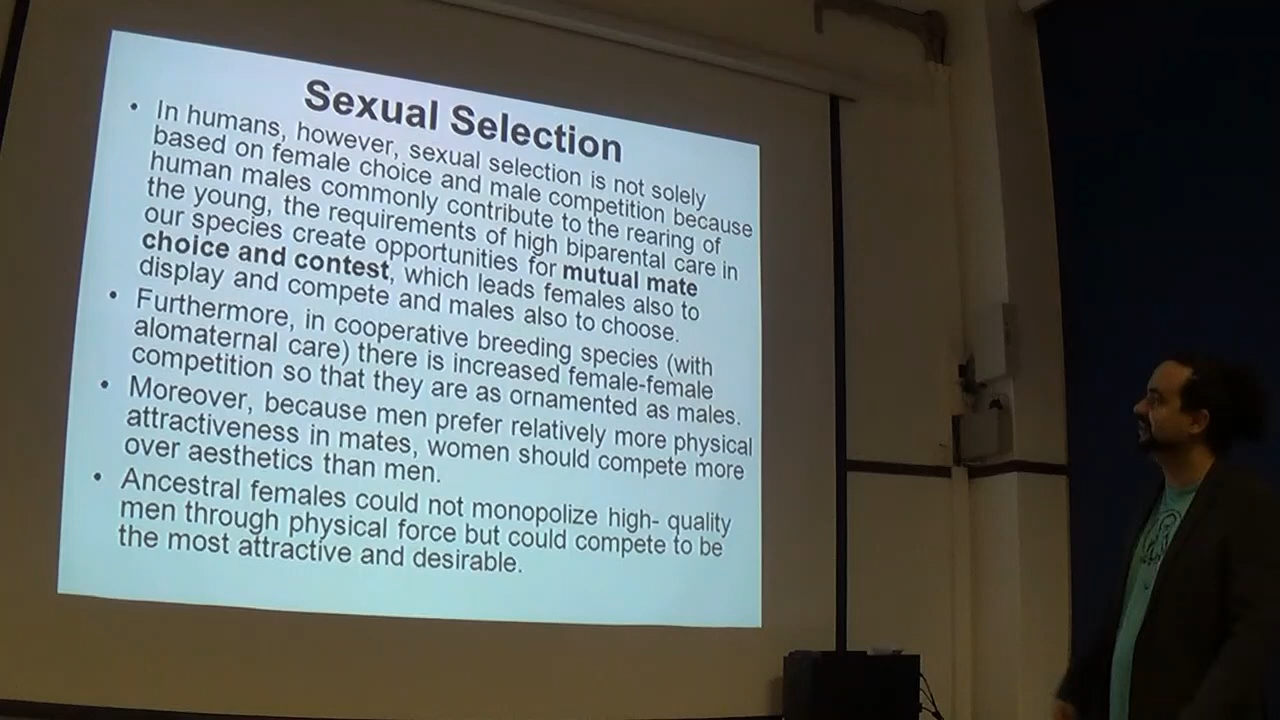 Sexual Selection
• In humans, however, sexual selection is not solely
based on female choice and male competition because
human males commonly contribute to the rearing of
the young, the requirements of high biparental care in
our species create opportunities for mutual mate
choice and contest, which leads females also to
display and compete and males also to choose.
• Furthermore, in cooperative breeding species (with
alomaternal care) there is increased female-female
competition so that they are as ornamented as males.
• Moreover, because men prefer relatively more physical
attractiveness in mates, women should compete more
over aesthetics than men.
• Ancestral females could not monopolize high- quality
men through physical force but could compete to be
the most attractive and desirable.